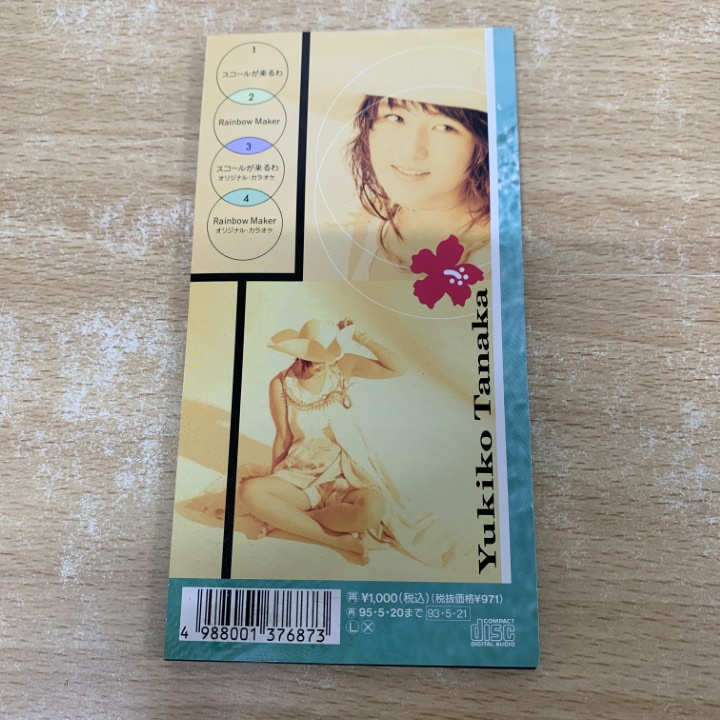 1
スコールが来るわ
2
Rainbow Maker
3
スコールが来るわ
オリジナル・カラオケ
4
Rainbow Maker
オリジナル・カラオケ
Yukiko Tanaka
4 988001 376873
再 ¥1,000(税込)(税抜価格¥971)
再 95・5・20まで 93・5・21
L X
COMPACT
disc
DIGITAL AUDIO